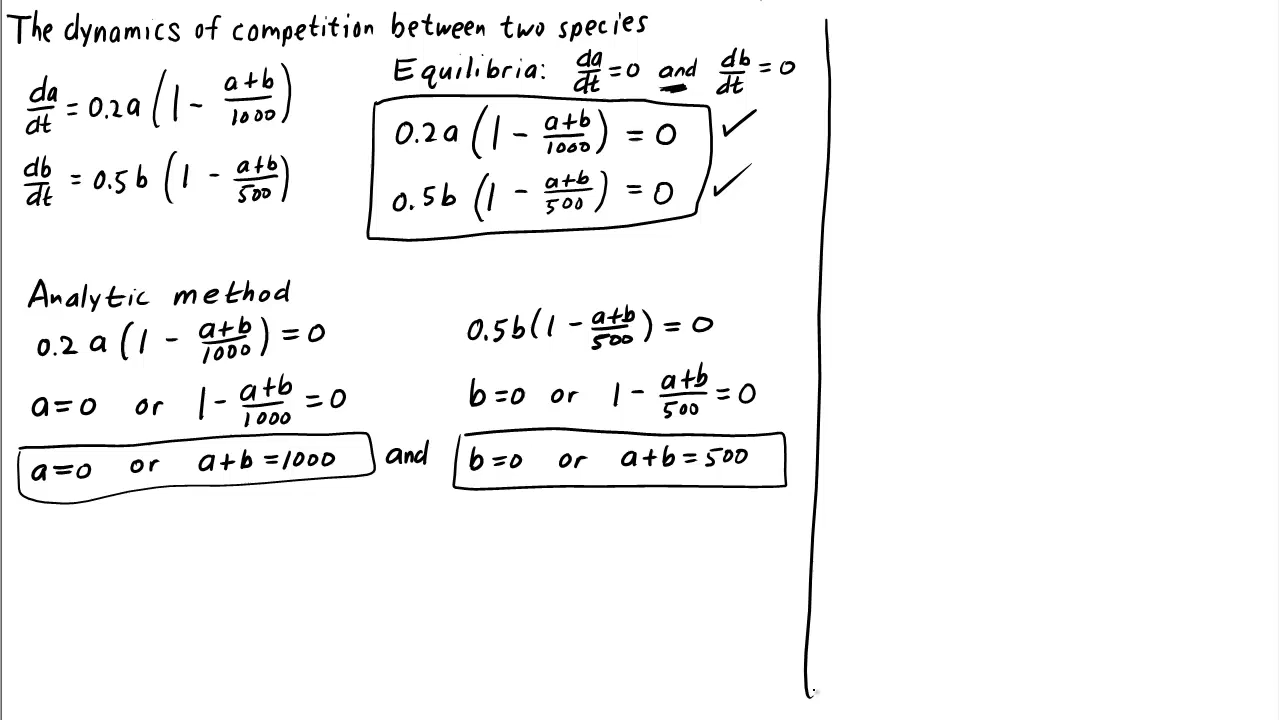 The dynamics of competition between two species
da/dt = 0.2a (1 - (a+b)/1000)
db/dt = 0.5b (1 - (a+b)/500)
Equilibria: da/dt = 0 and db/dt = 0
0.2a (1 - (a+b)/1000) = 0 ✓
0.5b (1 - (a+b)/500) = 0 ✓
Analytic method
0.2a (1 - (a+b)/1000) = 0
a=0 or 1 - (a+b)/1000 = 0
a=0 or a+b=1000
and
0.5b (1 - (a+b)/500) = 0
b=0 or 1 - (a+b)/500 = 0
b=0 or a+b=500